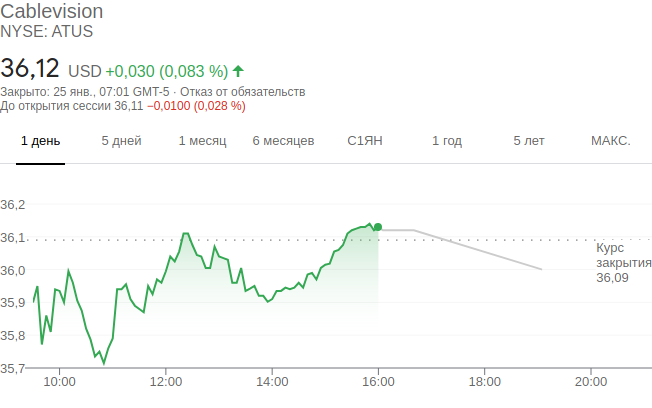 Cablevision
NYSE: ATUS
36,12 USD +0,030 (0,083 %)
Закрыто: 25 янв., 07:01 GMT-5 · Отказ от обязательств
До открытия сессии 36,11 −0,0100 (0,028 %)
1 день 5 дней 1 месяц 6 месяцев С1ЯН 1 год 5 лет МАКС.
36,2
36,1
Курс
закрытия
36,09
36,0
35,9
35,8
35,7
10:00 12:00 14:00 16:00 18:00 20:00